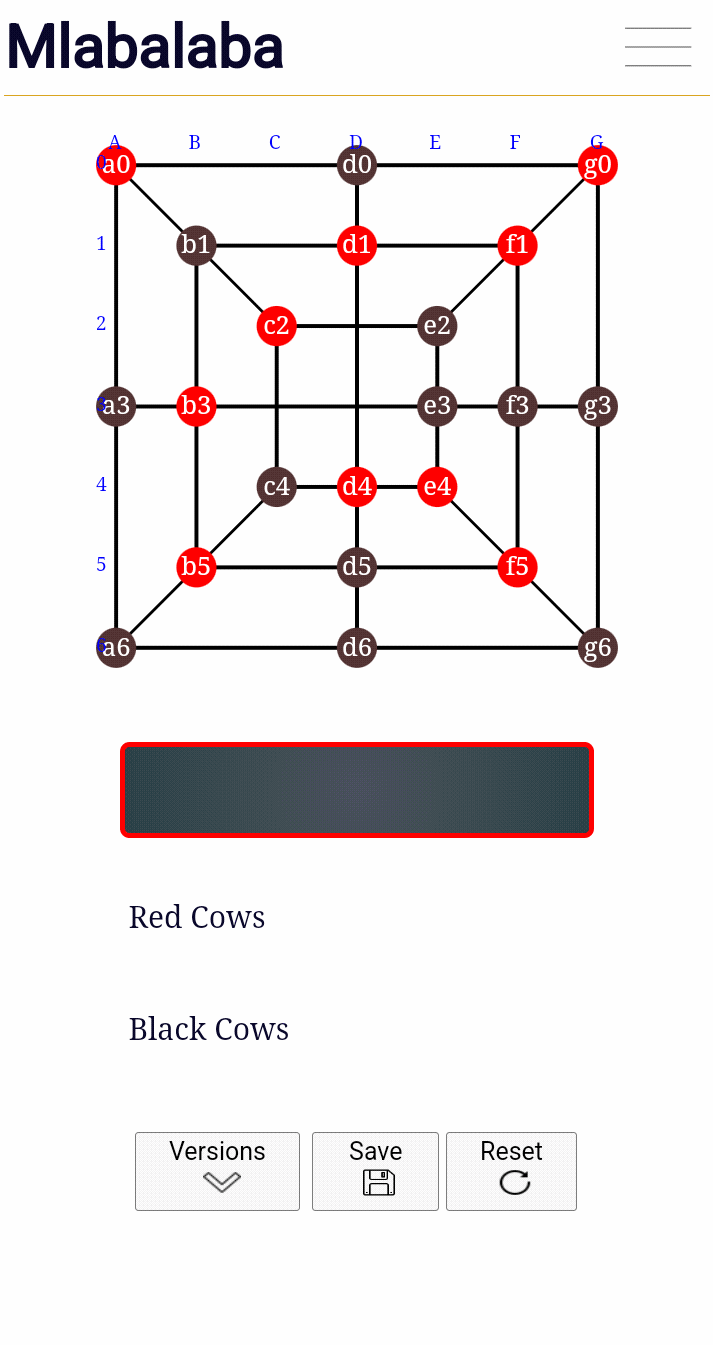 Mlabalaba
A B C D E F G
0 a0 d0 g0
1 b1 d1 f1
2 c2 e2
3 a3 b3 e3 f3 g3
4 c4 d4 e4
5 b5 d5 f5
6 a6 d6 g6
Red Cows
Black Cows
Versions Save Reset